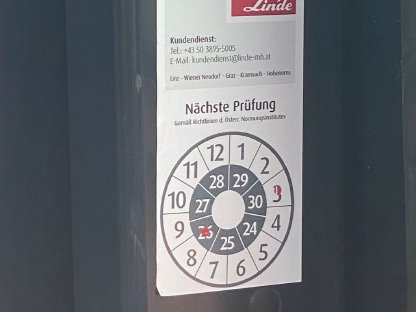 Linde
Kundendienst:
Tel.: +43 50 3895-5005
E-Mail: kundendienst@linde-mh.at
Linz - Wiener Neudorf - Graz - Kramsach - Hohenems
Nächste Prüfung
Gemäß Richtlinien d. Österr. Normungsinstitutes
12
1
2
3
4
5
6
7
8
9
10
11
28
29
30
24
25
26
27